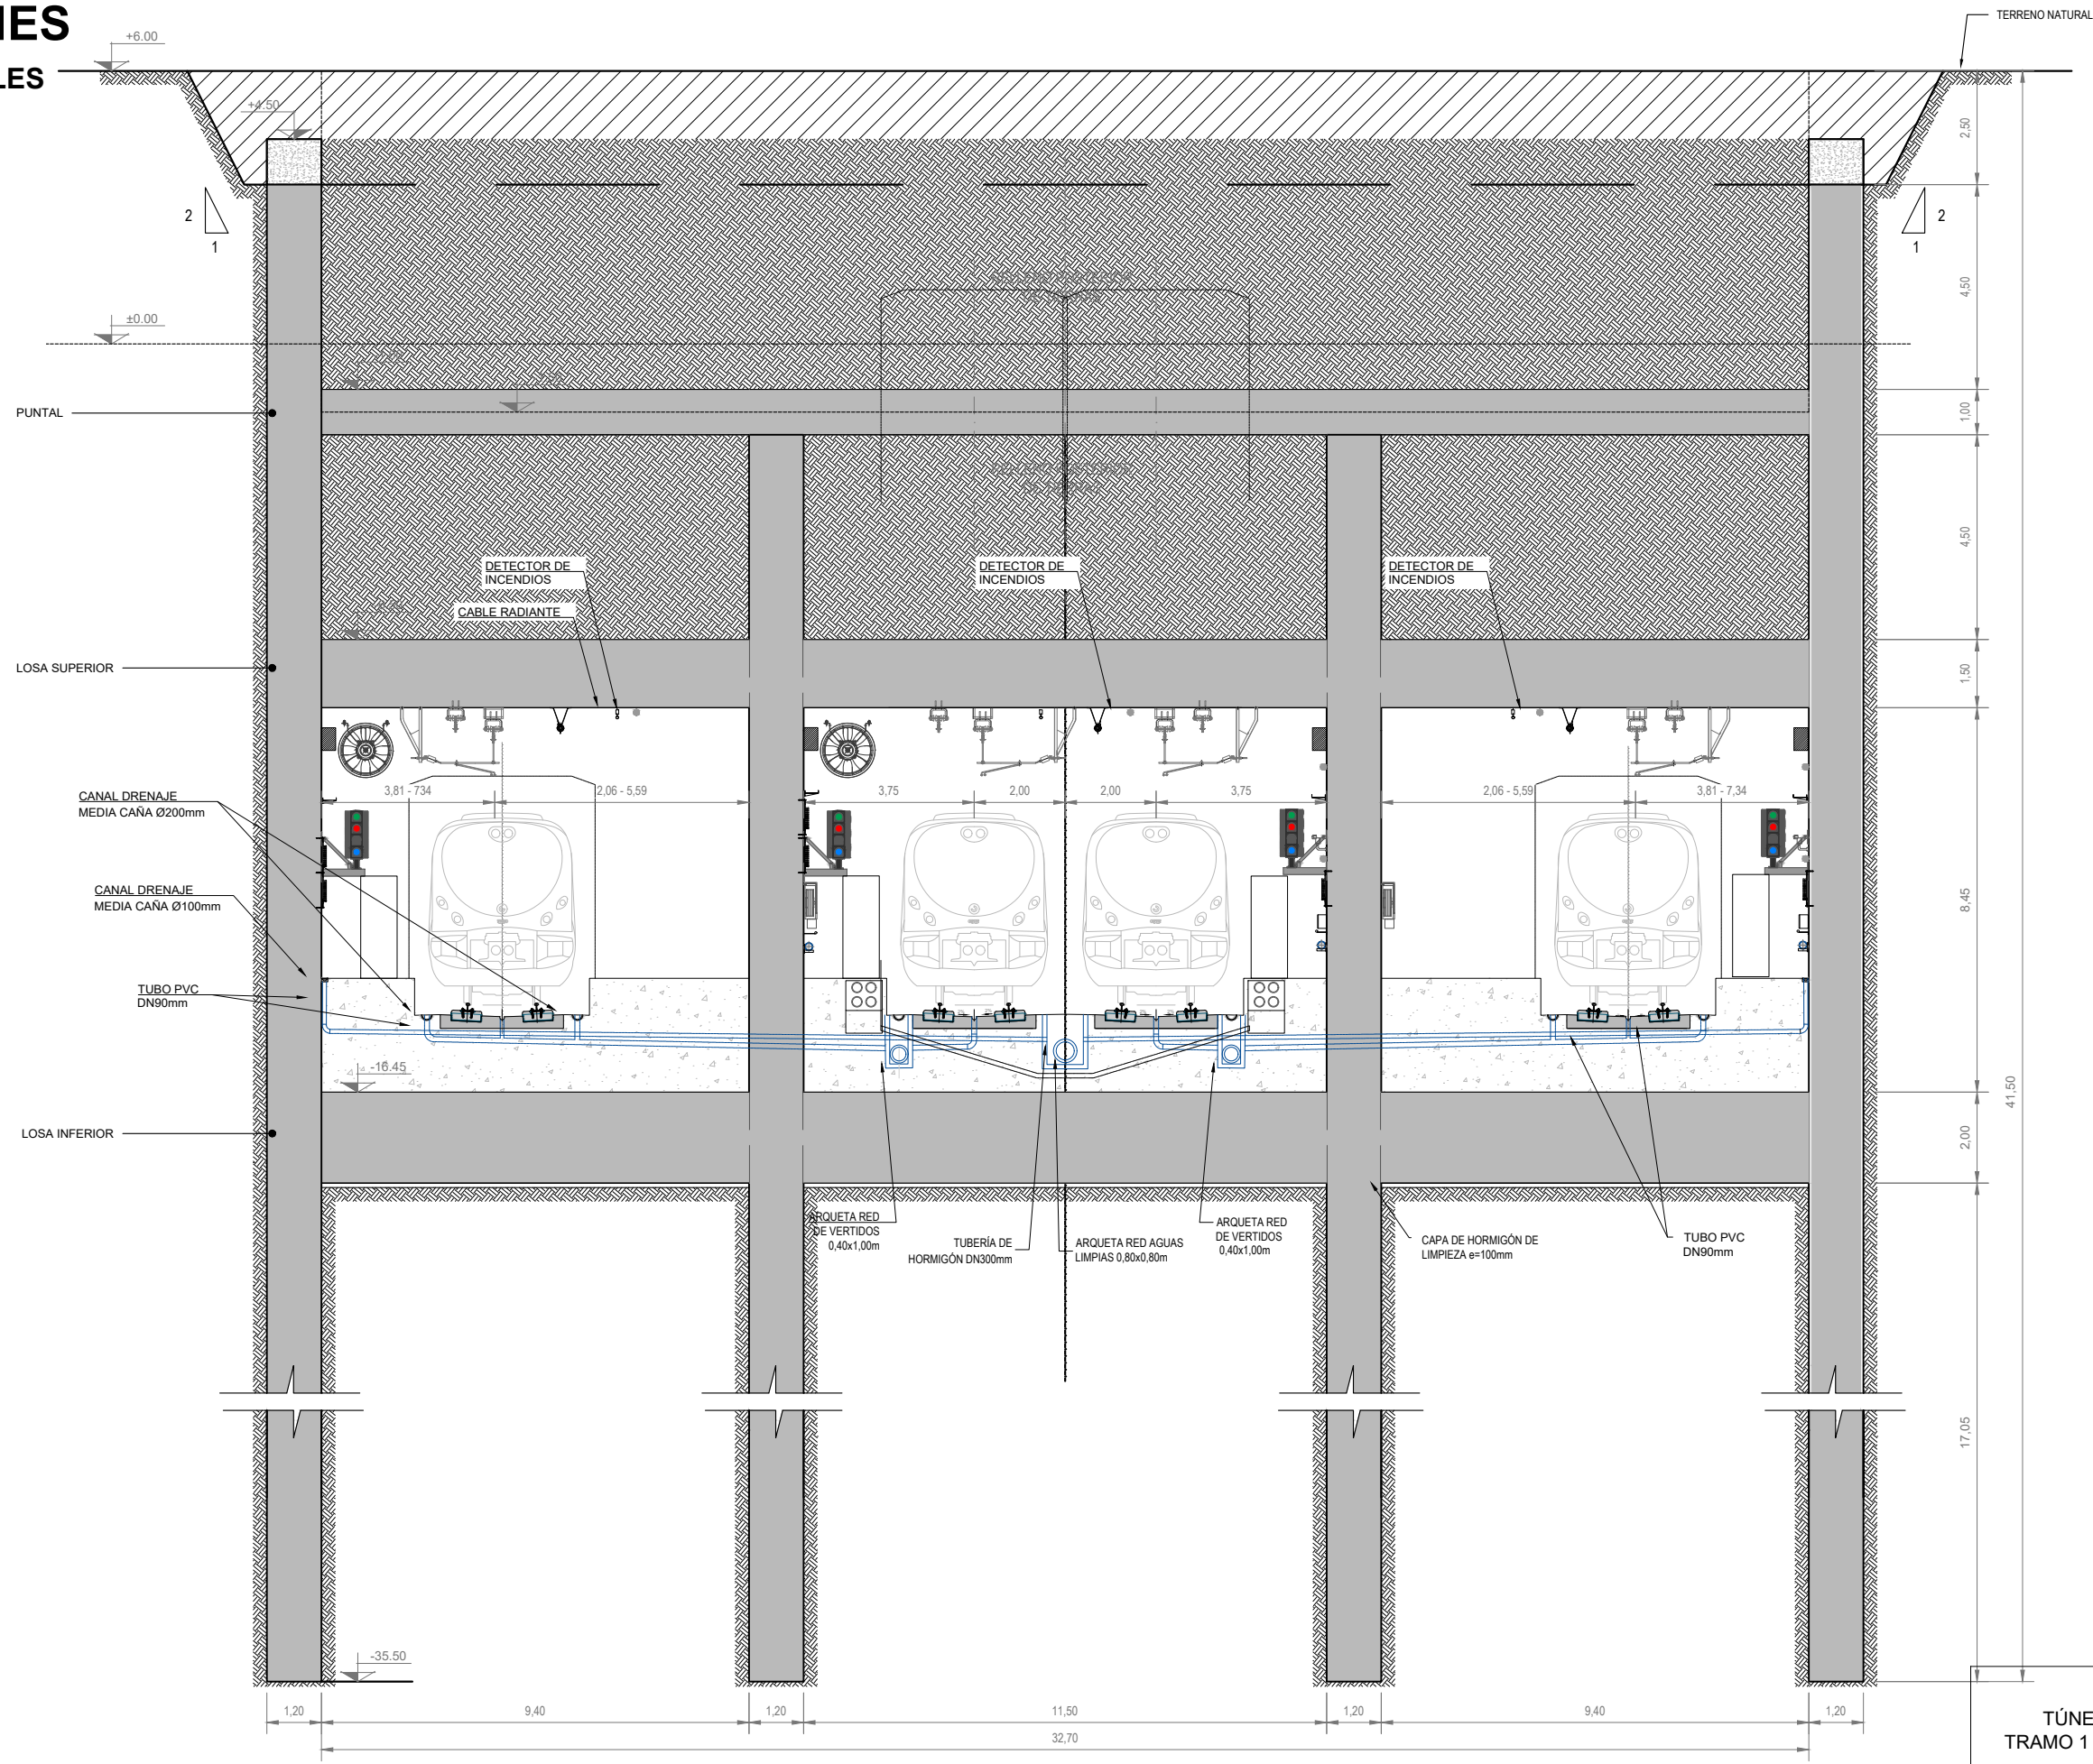 TERRENO NATURAL
+6.00
+4.50
2,50
2
1
2
1
4,50
±0.00
PUNTAL
1,00
4,50
DETECTOR DE
INCENDIOS
CABLE RADIANTE
DETECTOR DE
INCENDIOS
DETECTOR DE
INCENDIOS
LOSA SUPERIOR
1,50
3,81 - 734
2,06 - 5,59
3,75
2,00
2,00
3,75
2,06 - 5,59
3,81 - 7,34
CANAL DRENAJE
MEDIA CAÑA Ø200mm
CANAL DRENAJE
MEDIA CAÑA Ø100mm
8,45
TUBO PVC
DN90mm
-16.45
41,50
LOSA INFERIOR
2,00
ARQUETA RED
DE VERTIDOS
0,40x1,00m
TUBERÍA DE
HORMIGÓN DN300mm
ARQUETA RED AGUAS
LIMPIAS 0,80x0,80m
ARQUETA RED
DE VERTIDOS
0,40x1,00m
CAPA DE HORMIGÓN DE
LIMPIEZA e=100mm
TUBO PVC
DN90mm
17,05
-35.50
1,20
9,40
1,20
11,50
1,20
9,40
1,20
32,70
TRAMO 1